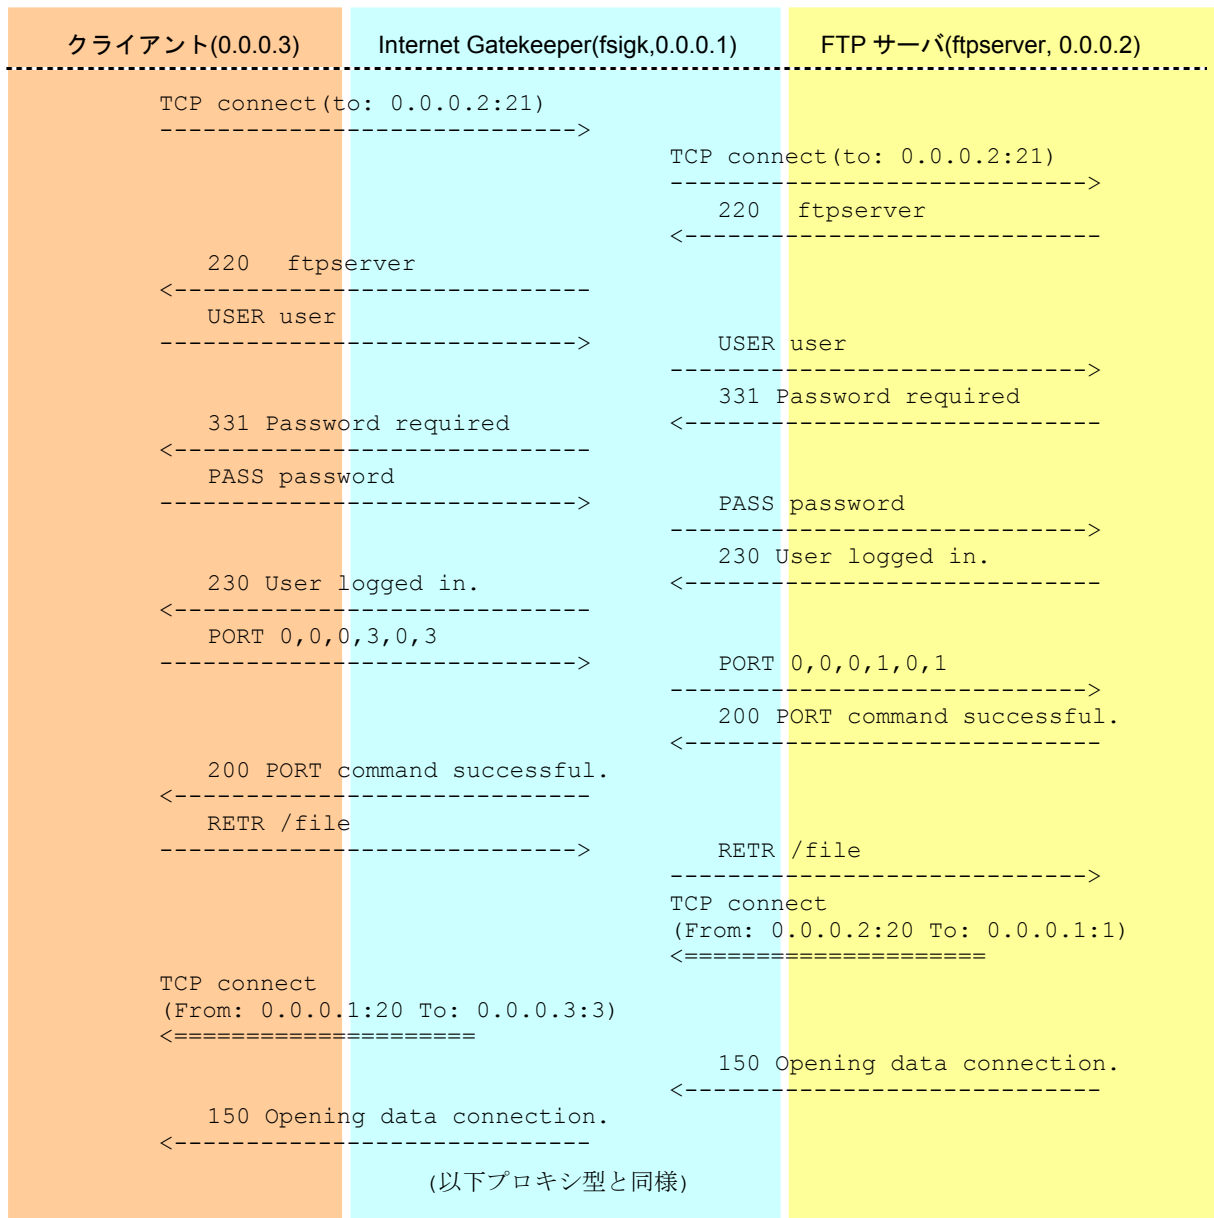 クライアント(0.0.0.3) Internet Gatekeeper(fsigk,0.0.0.1) FTP サーバ(ftpserver, 0.0.0.2)
TCP connect(to: 0.0.0.2:21)
----------------------------->
TCP connect(to: 0.0.0.2:21)
----------------------------->
220 ftpserver
<-----------------------------
220 ftpserver
<-----------------------------
USER user
----------------------------->
USER user
----------------------------->
331 Password required
<-----------------------------
331 Password required
<-----------------------------
PASS password
----------------------------->
PASS password
----------------------------->
230 User logged in.
<-----------------------------
230 User logged in.
<-----------------------------
PORT 0,0,0,3,0,3
----------------------------->
PORT 0,0,0,1,0,1
----------------------------->
200 PORT command successful.
<-----------------------------
200 PORT command successful.
<-----------------------------
RETR /file
----------------------------->
RETR /file
----------------------------->
TCP connect
(From: 0.0.0.2:20 To: 0.0.0.1:1)
<=====================
TCP connect
(From: 0.0.0.1:20 To: 0.0.0.3:3)
<=====================
150 Opening data connection.
<-----------------------------
150 Opening data connection.
<-----------------------------
(以下プロキシ型と同様)